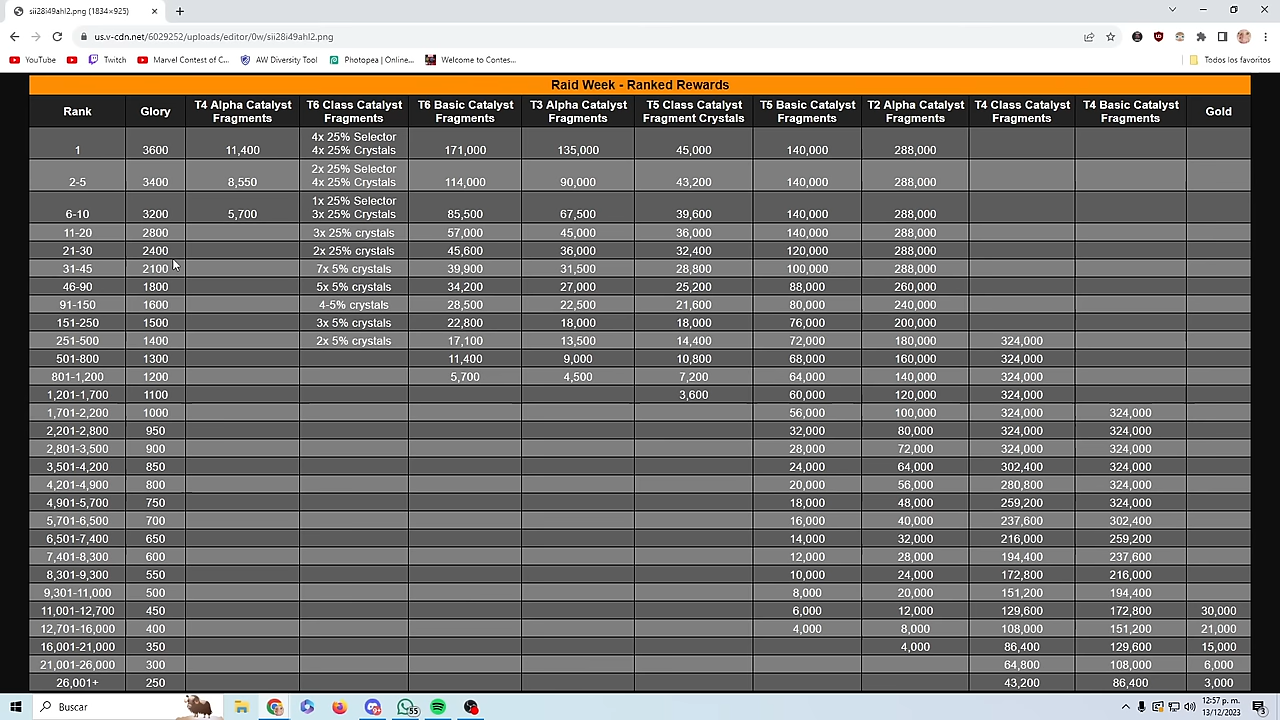 sii28i49ahl2.png (1834×925)
us.v-cdn.net/6029252/uploads/editor/0w/sii28i49ahl2.png
YouTube Twitch Marvel Contest of C... AW Diversity Tool Photopea | Online... Welcome to Contes... Todos los favoritos
Raid Week - Ranked Rewards
Rank Glory T4 Alpha Catalyst Fragments T6 Class Catalyst Fragments T6 Basic Catalyst Fragments T3 Alpha Catalyst Fragments T5 Class Catalyst Fragment Crystals T5 Basic Catalyst Fragments T2 Alpha Catalyst Fragments T4 Class Catalyst Fragments T4 Basic Catalyst Fragments Gold
1 3600 11,400 4x 25% Selector 4x 25% Crystals 171,000 135,000 45,000 140,000 288,000
2-5 3400 8,550 2x 25% Selector 4x 25% Crystals 114,000 90,000 43,200 140,000 288,000
6-10 3200 5,700 1x 25% Selector 3x 25% Crystals 85,500 67,500 39,600 140,000 288,000
11-20 2800 3x 25% crystals 57,000 45,000 36,000 140,000 288,000
21-30 2400 2x 25% crystals 45,600 36,000 32,400 120,000 288,000
31-45 2100 7x 5% crystals 39,900 31,500 28,800 100,000 288,000
46-90 1800 5x 5% crystals 34,200 27,000 25,200 88,000 260,000
91-150 1600 4-5% crystals 28,500 22,500 21,600 80,000 240,000
151-250 1500 3x 5% crystals 22,800 18,000 18,000 76,000 200,000
251-500 1400 2x 5% crystals 17,100 13,500 14,400 72,000 180,000 324,000
501-800 1300 11,400 9,000 10,800 68,000 160,000 324,000
801-1,200 1200 5,700 4,500 7,200 64,000 140,000 324,000
1,201-1,700 1100 3,600 60,000 120,000 324,000
1,701-2,200 1000 56,000 100,000 324,000 324,000
2,201-2,800 950 32,000 80,000 324,000 324,000
2,801-3,500 900 28,000 72,000 324,000 324,000
3,501-4,200 850 24,000 64,000 302,400 324,000
4,201-4,900 800 20,000 56,000 280,800 324,000
4,901-5,700 750 18,000 48,000 259,200 324,000
5,701-6,500 700 16,000 40,000 237,600 302,400
6,501-7,400 650 14,000 32,000 216,000 259,200
7,401-8,300 600 12,000 28,000 194,400 237,600
8,301-9,300 550 10,000 24,000 172,800 216,000
9,301-11,000 500 8,000 20,000 151,200 194,400
11,001-12,700 450 6,000 12,000 129,600 172,800 30,000
12,701-16,000 400 4,000 8,000 108,000 151,200 21,000
16,001-21,000 350 4,000 86,400 129,600 15,000
21,001-26,000 300 64,800 108,000 6,000
26,001+ 250 43,200 86,400 3,000
Buscar 55 12:57 p. m.
13/12/2023 3